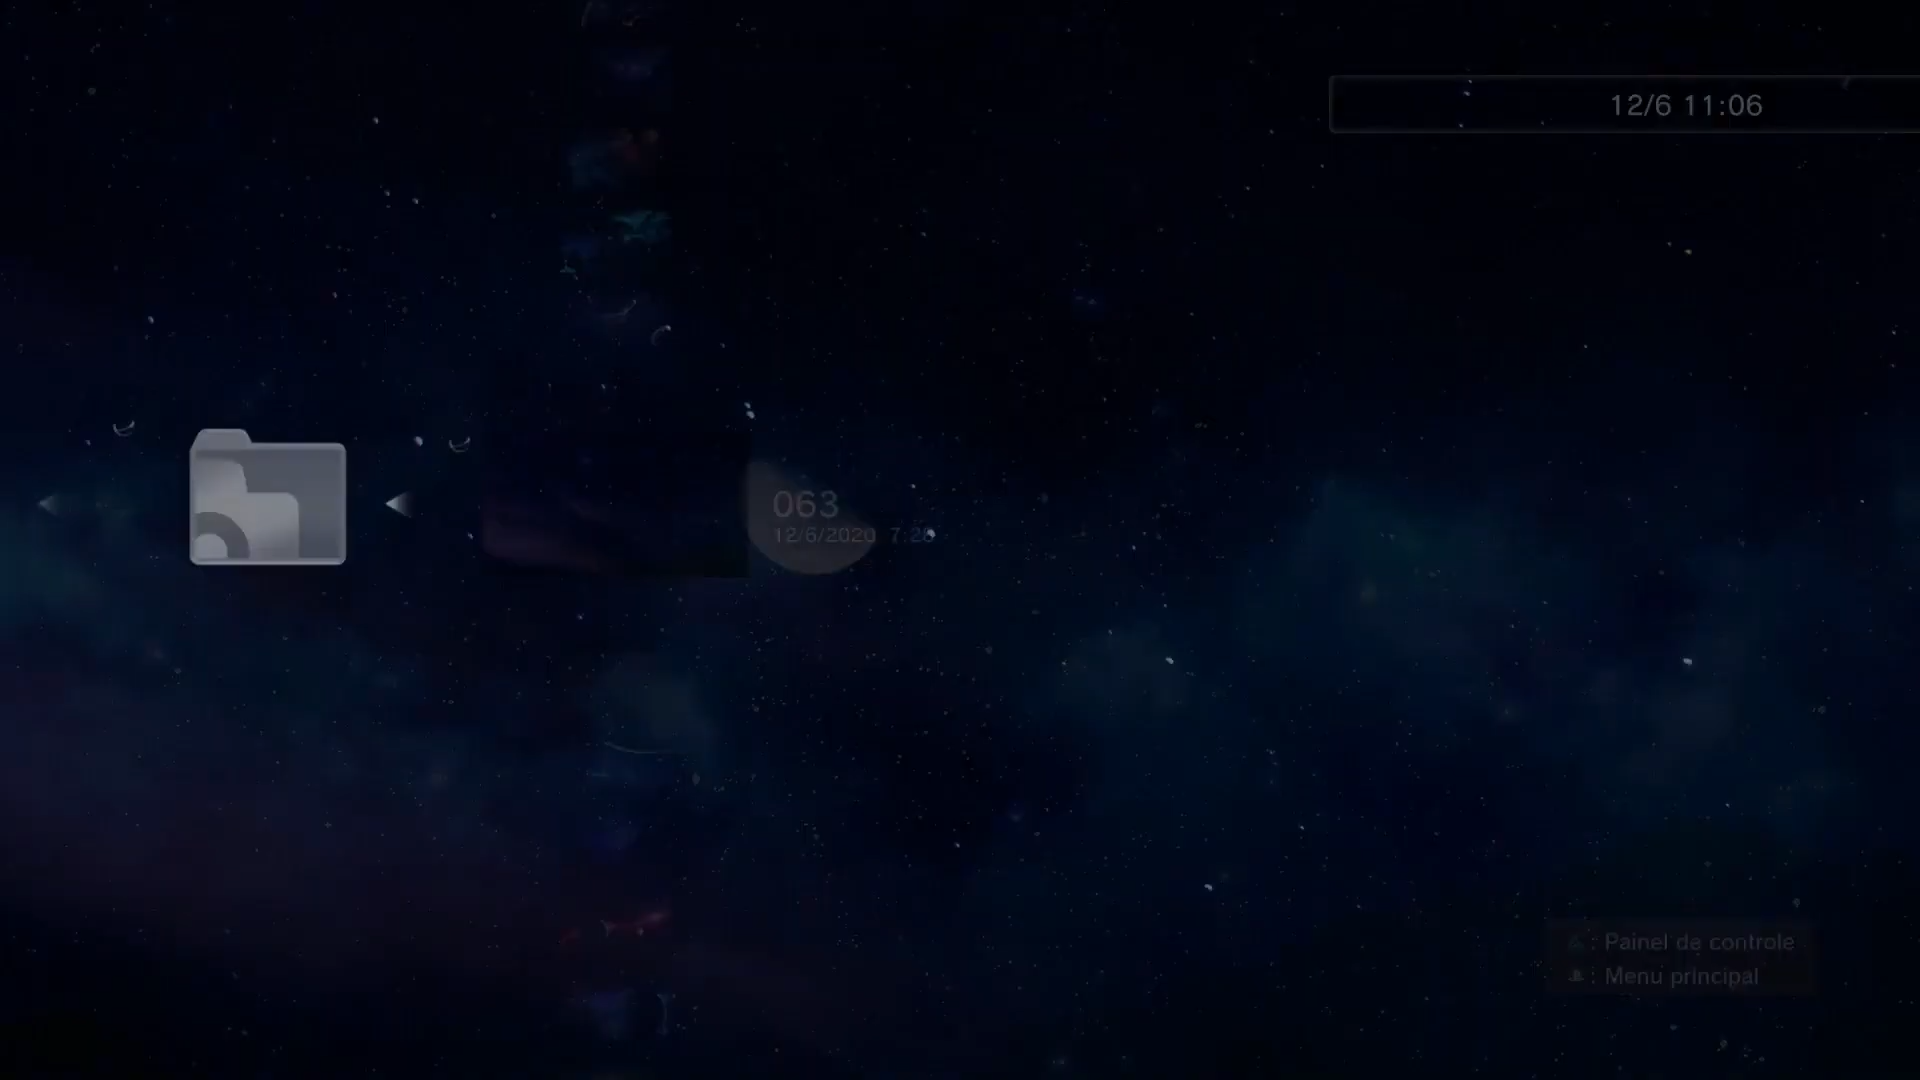 12/6 11:06
063
12/6/2020 7:28
: Painel de controle
: Menu principal